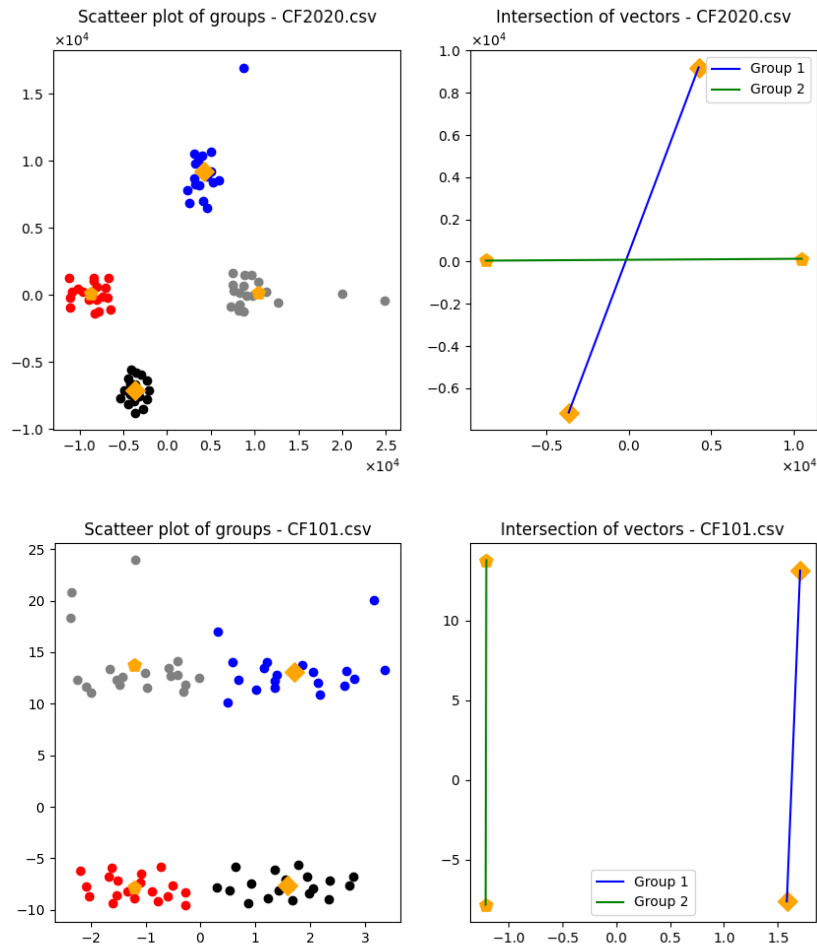 Scatteer plot of groups - CF2020.csv
×10⁴
1.5
1.0
0.5
0.0
−0.5
−1.0
−1.0 −0.5 0.0 0.5 1.0 1.5 2.0 2.5
×10⁴
Intersection of vectors - CF2020.csv
×10⁴
1.0
0.8
0.6
0.4
0.2
0.0
−0.2
−0.4
−0.6
Group 1
Group 2
−0.5 0.0 0.5 1.0
×10⁴
Scatteer plot of groups - CF101.csv
25
20
15
10
5
0
−5
−10
−2 −1 0 1 2 3
Intersection of vectors - CF101.csv
10
5
0
−5
Group 1
Group 2
−1.0 −0.5 0.0 0.5 1.0 1.5